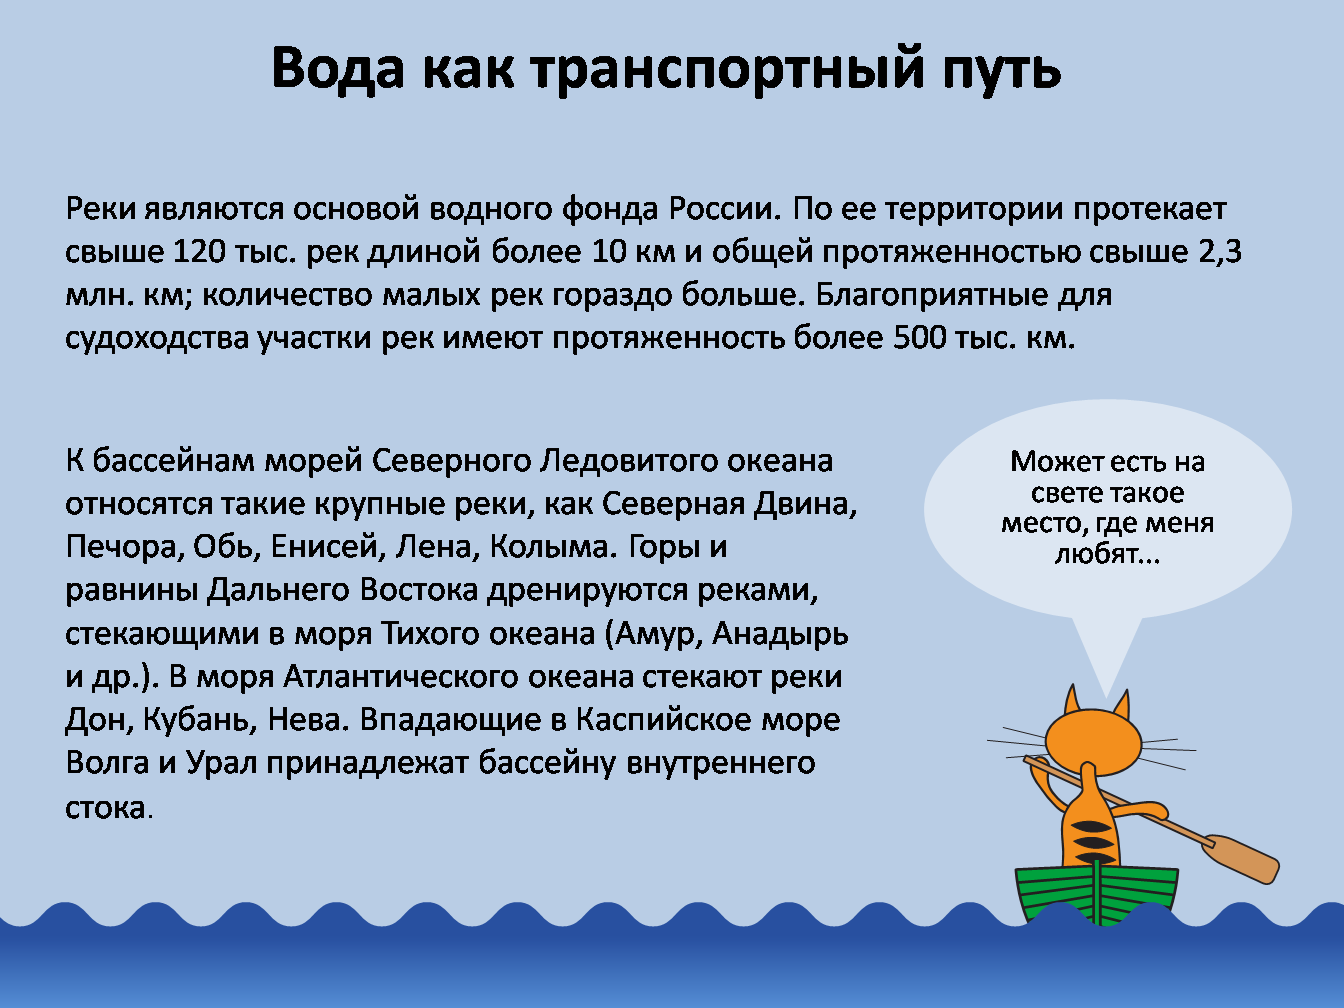 Вода как транспортный путь
Реки являются основой водного фонда России. По ее территории протекает
свыше 120 тыс. рек длиной более 10 км и общей протяженностью свыше 2,3
млн. км; количество малых рек гораздо больше. Благоприятные для
судоходства участки рек имеют протяженность более 500 тыс. км.
К бассейнам морей Северного Ледовитого океана
относятся такие крупные реки, как Северная Двина,
Печора, Обь, Енисей, Лена, Колыма. Горы и
равнины Дальнего Востока дренируются реками,
стекающими в моря Тихого океана (Амур, Анадырь
и др.). В моря Атлантического океана стекают реки
Дон, Кубань, Нева. Впадающие в Каспийское море
Волга и Урал принадлежат бассейну внутреннего
стока.
Может есть на
свете такое
место, где меня
любят...